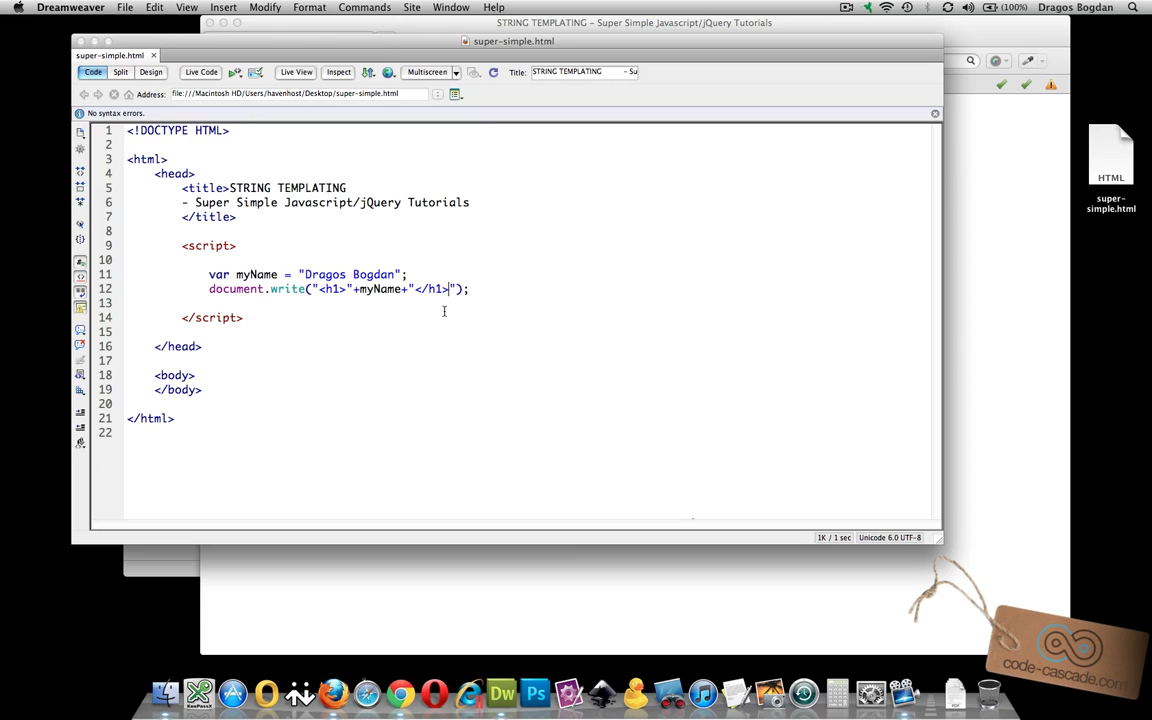 Dreamweaver File Edit View Insert Modify Format Commands Site Window Help (100%) Dragos Bogdan
STRING TEMPLATING - Super Simple Javascript/jQuery Tutorials
super-simple.html
super-simple.html ×
Code Split Design Live Code Live View Inspect Multiscreen Title: STRING TEMPLATING - Su
Address: file:///Macintosh HD/Users/havenhost/Desktop/super-simple.html
No syntax errors.
1 <!DOCTYPE HTML>
2
3 <html>
4 <head>
5 <title>STRING TEMPLATING
6 - Super Simple Javascript/jQuery Tutorials
7 </title>
8
9 <script>
10
11 var myName = "Dragos Bogdan";
12 document.write("<h1>"+myName+"</h1>");
13
14 </script>
15
16 </head>
17
18 <body>
19 </body>
20
21 </html>
22
1K / 1 sec Unicode 6.0 UTF-8
HTML
super-
simple.html
code-cascade.com
Dw Ps